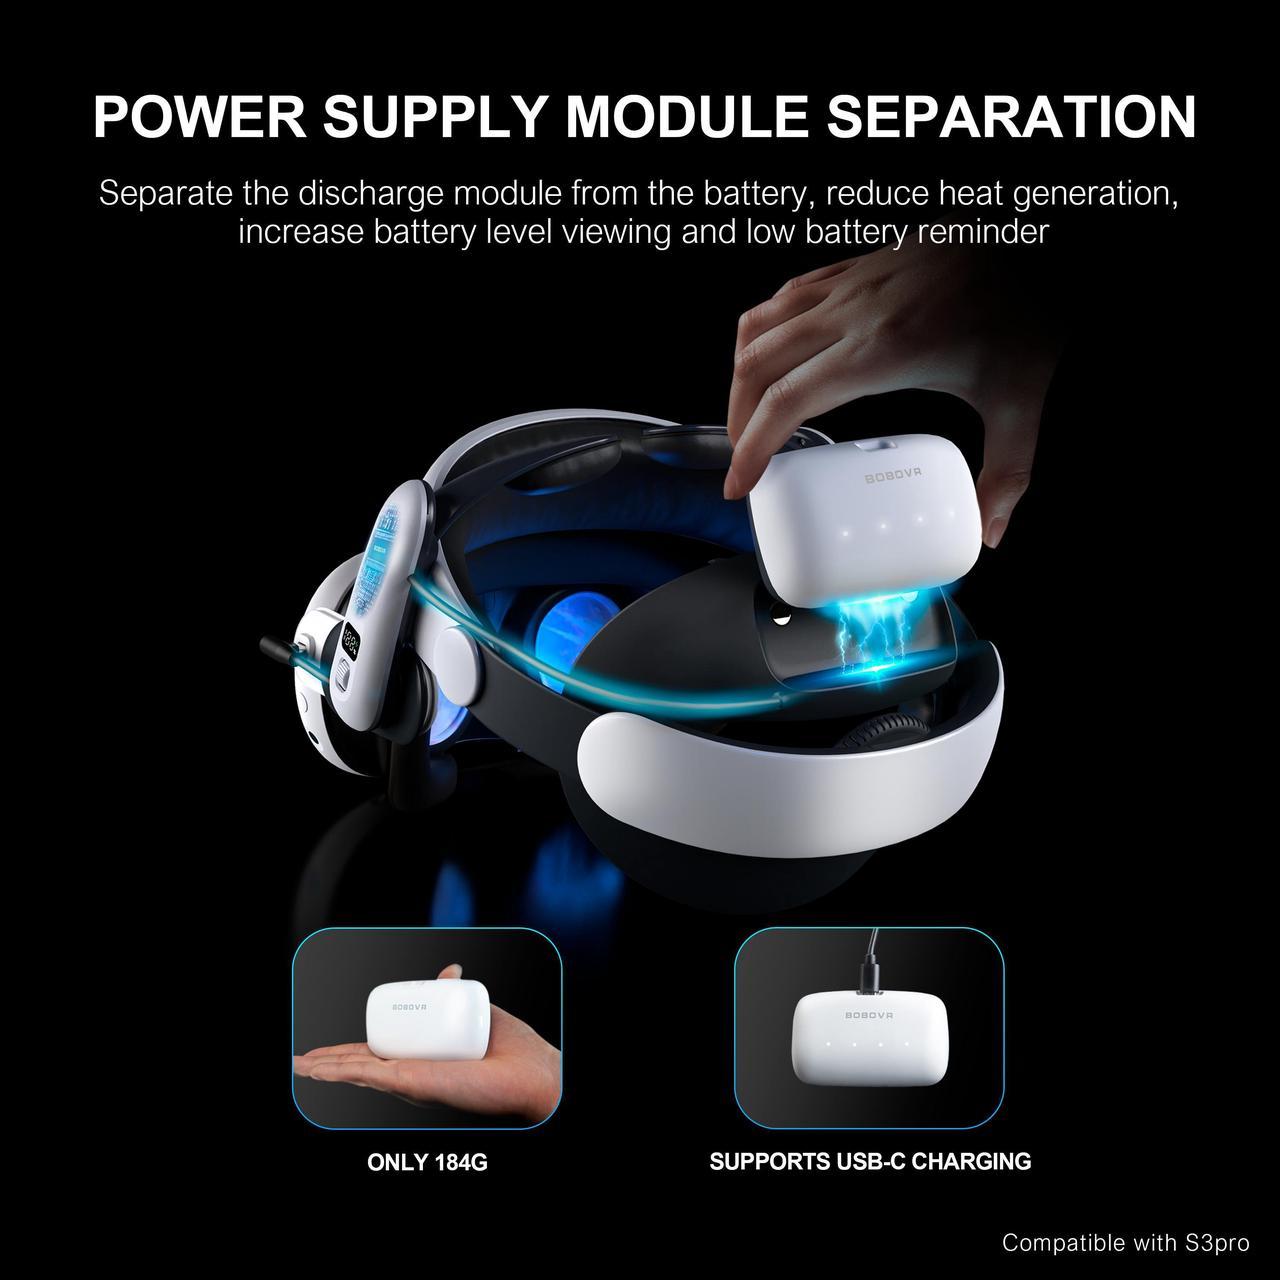 POWER SUPPLY MODULE SEPARATION
Separate the discharge module from the battery, reduce heat generation,
increase battery level viewing and low battery reminder
BOBOVR
BOBOVR
BOBOVR
ONLY 184G
SUPPORTS USB-C CHARGING
Compatible with S3pro